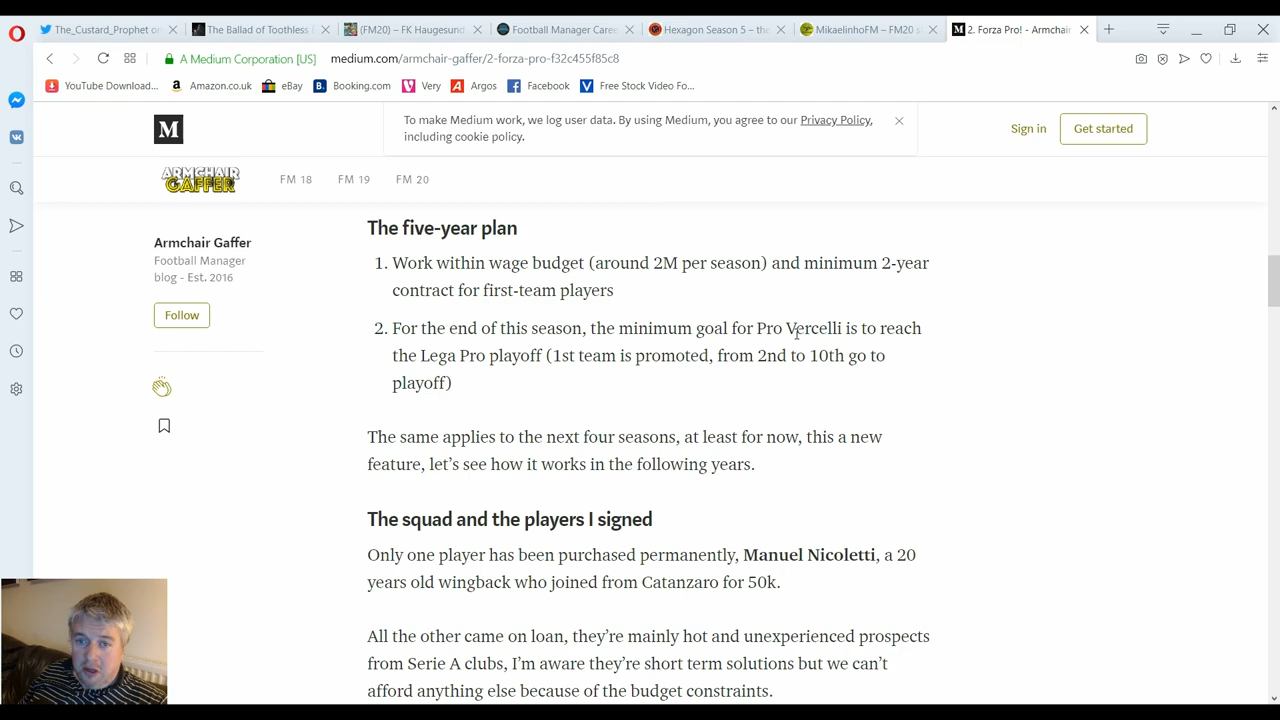 The_Custard_Prophet on
The Ballad of Toothless
(FM20) – FK Haugesund
Football Manager Caree
Hexagon Season 5 – the
MikaelinhoFM – FM20 s
2. Forza Pro! - Armchair
A Medium Corporation [US]
medium.com/armchair-gaffer/2-forza-pro-f32c455f85c8
YouTube Download...
Amazon.co.uk
eBay
Booking.com
Very
Argos
Facebook
Free Stock Video Fo...
M
To make Medium work, we log user data. By using Medium, you agree to our Privacy Policy,
including cookie policy.
Sign in
Get started
ARMCHAIR
GAFFER
FM 18
FM 19
FM 20
Armchair Gaffer
Football Manager
blog - Est. 2016
Follow
The five-year plan
1. Work within wage budget (around 2M per season) and minimum 2-year
contract for first-team players
2. For the end of this season, the minimum goal for Pro Vercelli is to reach
the Lega Pro playoff (1st team is promoted, from 2nd to 10th go to
playoff)
The same applies to the next four seasons, at least for now, this a new
feature, let's see how it works in the following years.
The squad and the players I signed
Only one player has been purchased permanently, Manuel Nicoletti, a 20
years old wingback who joined from Catanzaro for 50k.
All the other came on loan, they're mainly hot and unexperienced prospects
from Serie A clubs, I'm aware they're short term solutions but we can't
afford anything else because of the budget constraints.